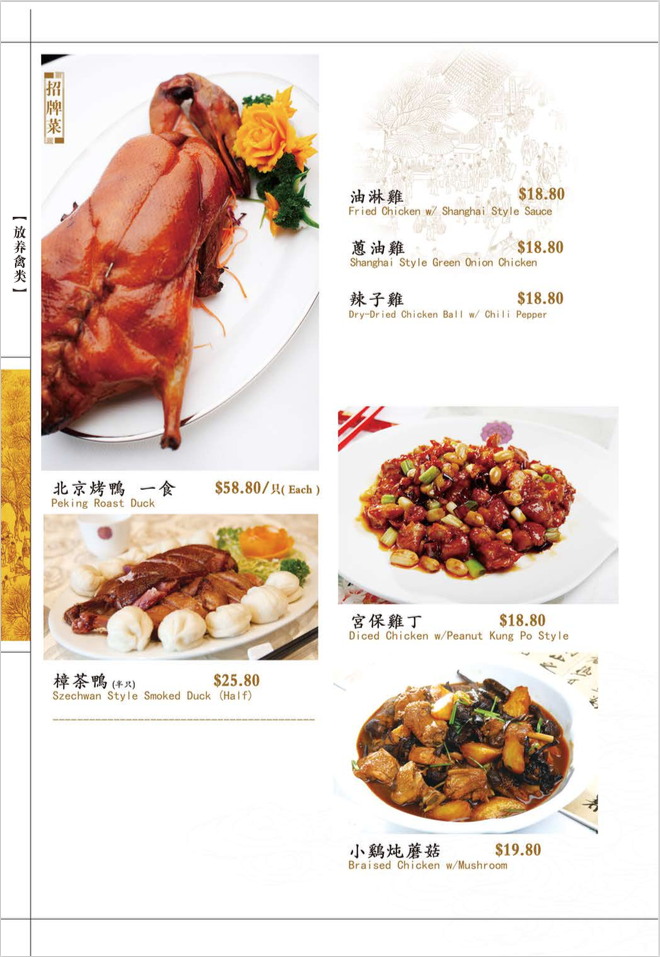 招牌菜
【放养禽类】
北京烤鴨 一食 $58.80/只( Each )
Peking Roast Duck
樟茶鴨 (半只) $25.80
Szechwan Style Smoked Duck (Half)
油淋雞 $18.80
Fried Chicken w/ Shanghai Style Sauce
蔥油雞 $18.80
Shanghai Style Green Onion Chicken
辣子雞 $18.80
Dry-Dried Chicken Ball w/ Chili Pepper
宮保雞丁 $18.80
Diced Chicken w/Peanut Kung Po Style
小鷄炖蘑菇 $19.80
Braised Chicken w/Mushroom